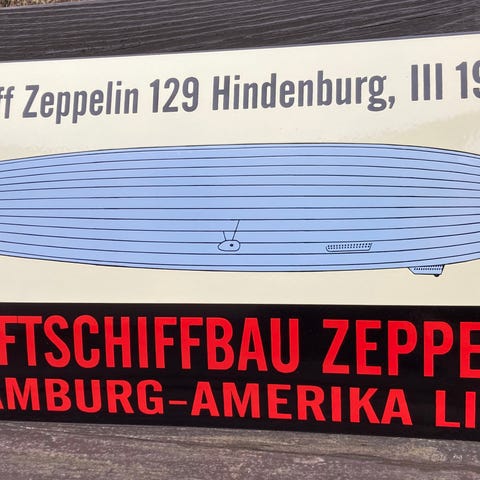 ff Zeppelin 129 Hindenburg, III 19
FTSCHIFFBAU ZEPPE
AMBURG-AMERIKA LI